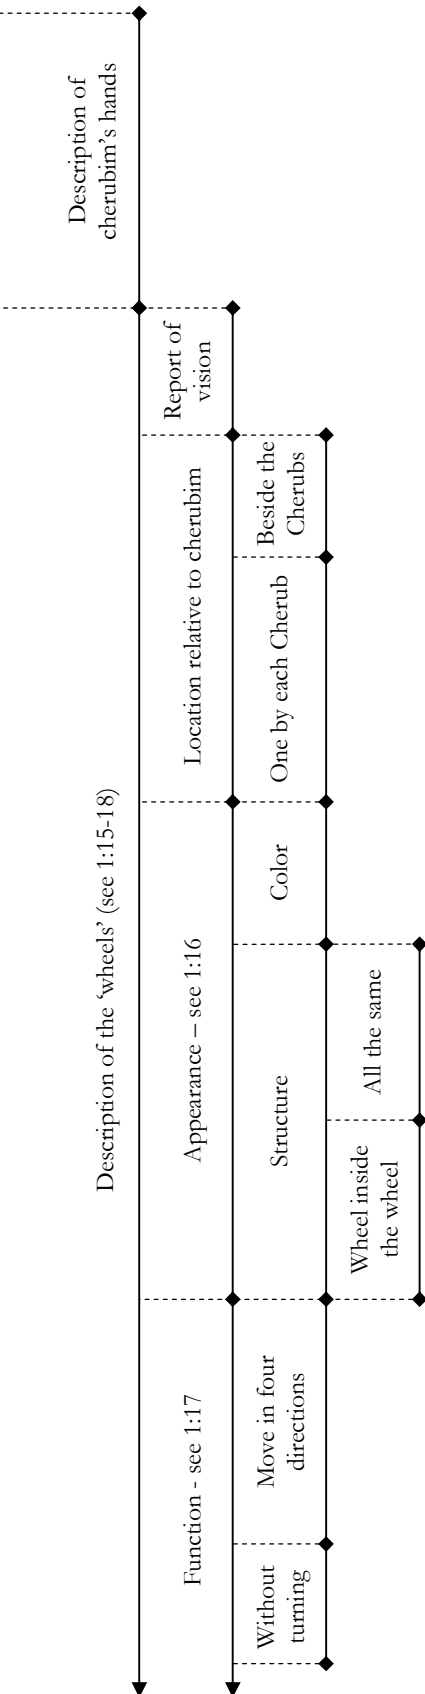 Description of
cherubim's hands
Description of the 'wheels' (see 1:15-18)
Report of
vision
Location relative to cherubim
Appearance – see 1:16
Function - see 1:17
Beside the
Cherubs
One by each Cherub
Color
Structure
Move in four
directions
Without
turning
All the same
Wheel inside
the wheel